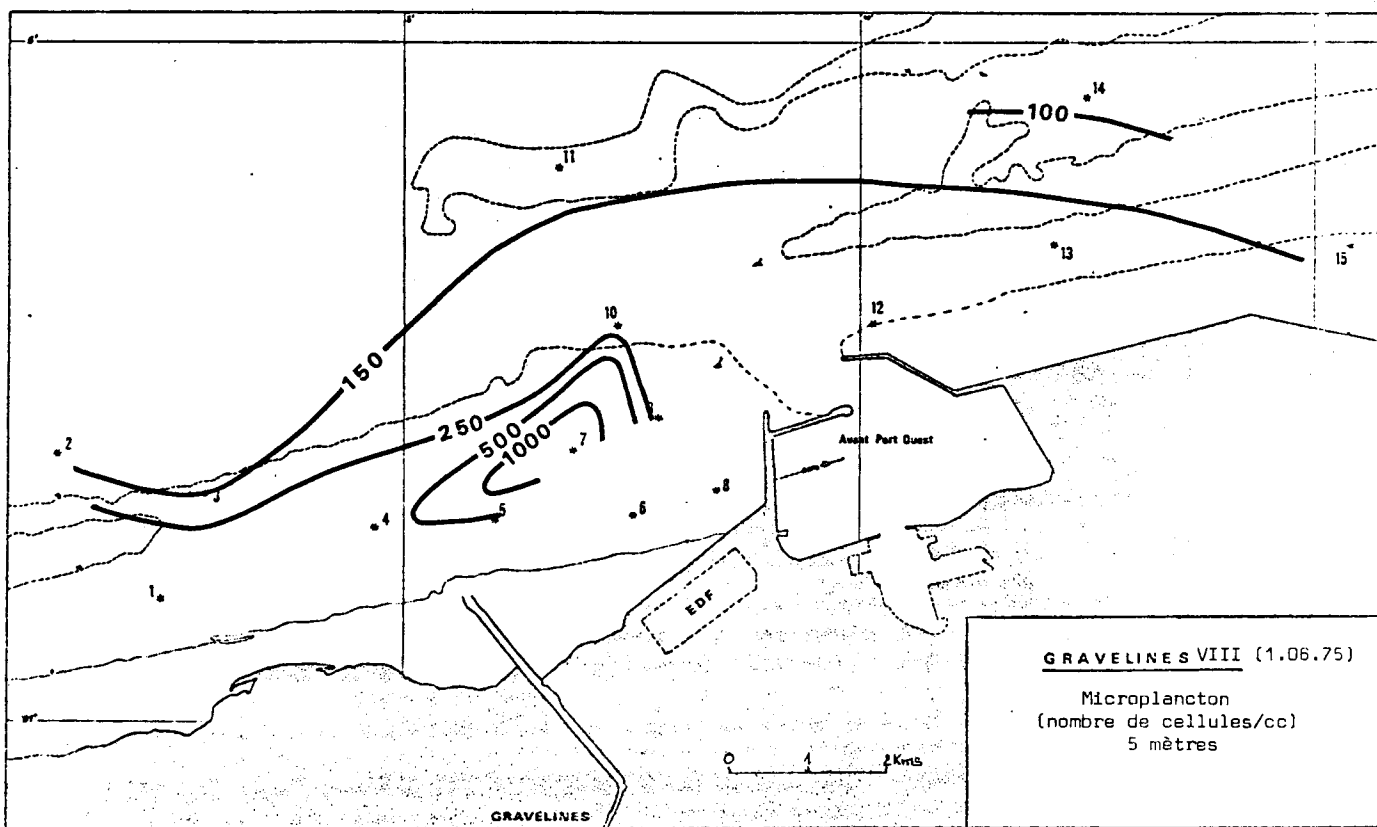 14
100
11
13
15
12
10
150
2
250
500
1000
7
8
4
5
6
1
Avant Port Ouest
EDF
GRAVELINES VIII (1.06.75)
Microplancton
(nombre de cellules/cc)
5 mètres
0 1 2Kms
GRAVELINES